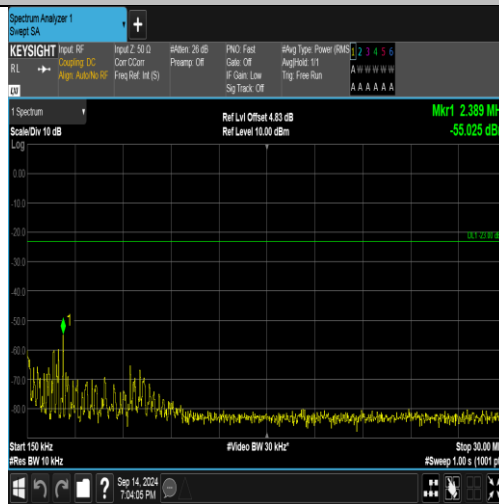 Spectrum Analyzer 1
Swept SA
+
KEYSIGHT Input: RF Input Z: 50 Ω #Atten: 26 dB PNO: Fast #Avg Type: Power (RMS 1 2 3 4 5 6
RL Coupling: DC Corr CCorr Preamp: Off Gate: Off Avg|Hold: 1/1 A W W W W W
Align: Auto/No RF Freq Ref: Int (S) IF Gain: Low Trig: Free Run
Sig Track: Off A A A A A A
1 Spectrum Ref Lvl Offset 4.83 dB Mkr1 2.389 MH
Scale/Div 10 dB Ref Level 10.00 dBm -55.025 dB
Log
0.00
-10.0
-20.0
DL1 -23.00 dB
-30.0
-40.0
-50.0
1
-60.0
-70.0
-80.0
Start 150 kHz #Video BW 30 kHz* Stop 30.00 M
#Res BW 10 kHz #Sweep 1.00 s (1001 pt
? Sep 14, 2024
7:04:05 PM